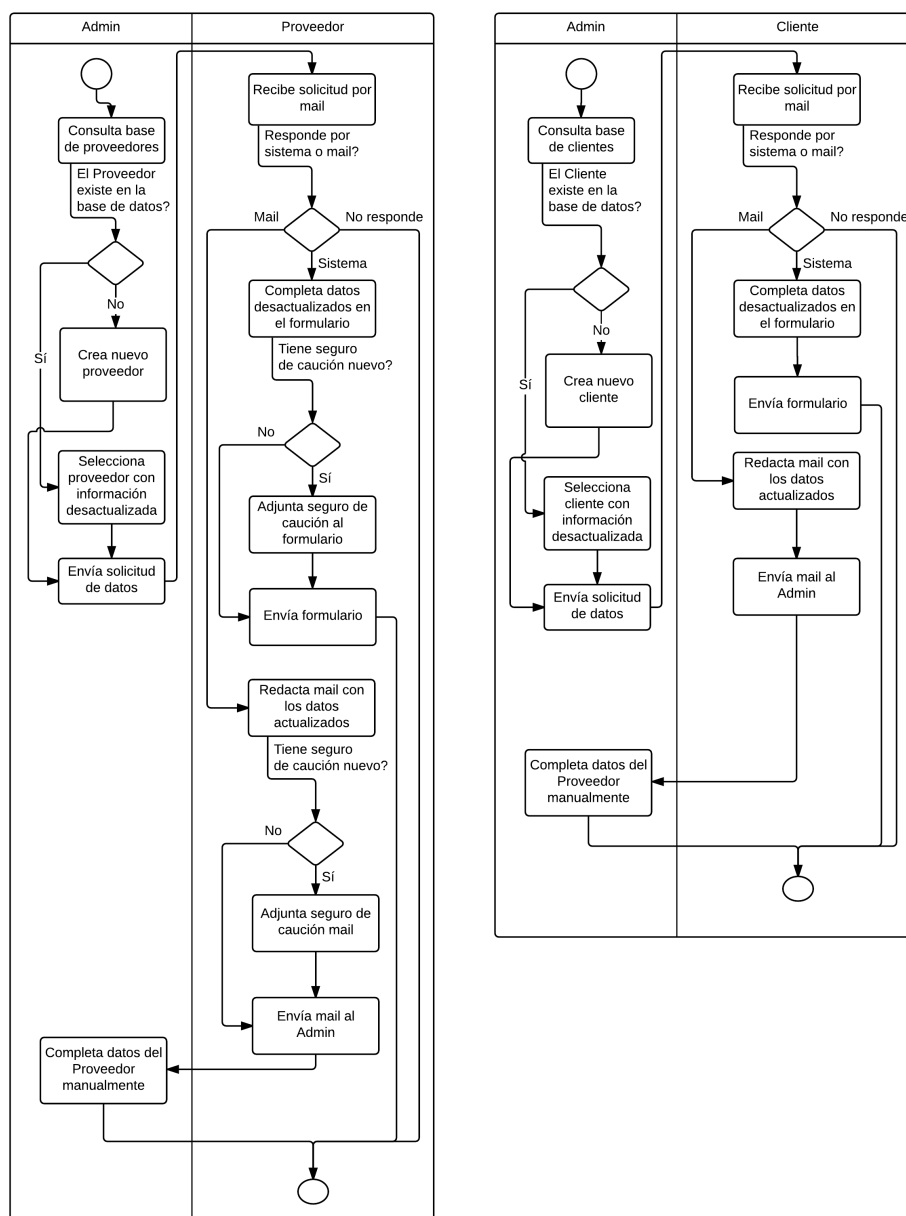 Admin
Proveedor
Consulta base
de proveedores
El Proveedor
existe en la
base de datos?
No
Sí
Crea nuevo
proveedor
Selecciona
proveedor con
información
desactualizada
Envía solicitud
de datos
Recibe solicitud por
mail
Responde por
sistema o mail?
Mail
No responde
Sistema
Completa datos
desactualizados en
el formulario
Tiene seguro
de caución nuevo?
No
Sí
Adjunta seguro de
caución al
formulario
Envía formulario
Redacta mail con
los datos
actualizados
Tiene seguro
de caución nuevo?
No
Sí
Adjunta seguro de
caución mail
Envía mail al
Admin
Completa datos del
Proveedor
manualmente
Admin
Cliente
Consulta base
de clientes
El Cliente
existe en la
base de datos?
No
Sí
Crea nuevo
cliente
Selecciona
cliente con
información
desactualizada
Envía solicitud
de datos
Recibe solicitud por
mail
Responde por
sistema o mail?
Mail
No responde
Sistema
Completa datos
desactualizados en
el formulario
Envía formulario
Redacta mail con
los datos
actualizados
Envía mail al
Admin
Completa datos del
Proveedor
manualmente